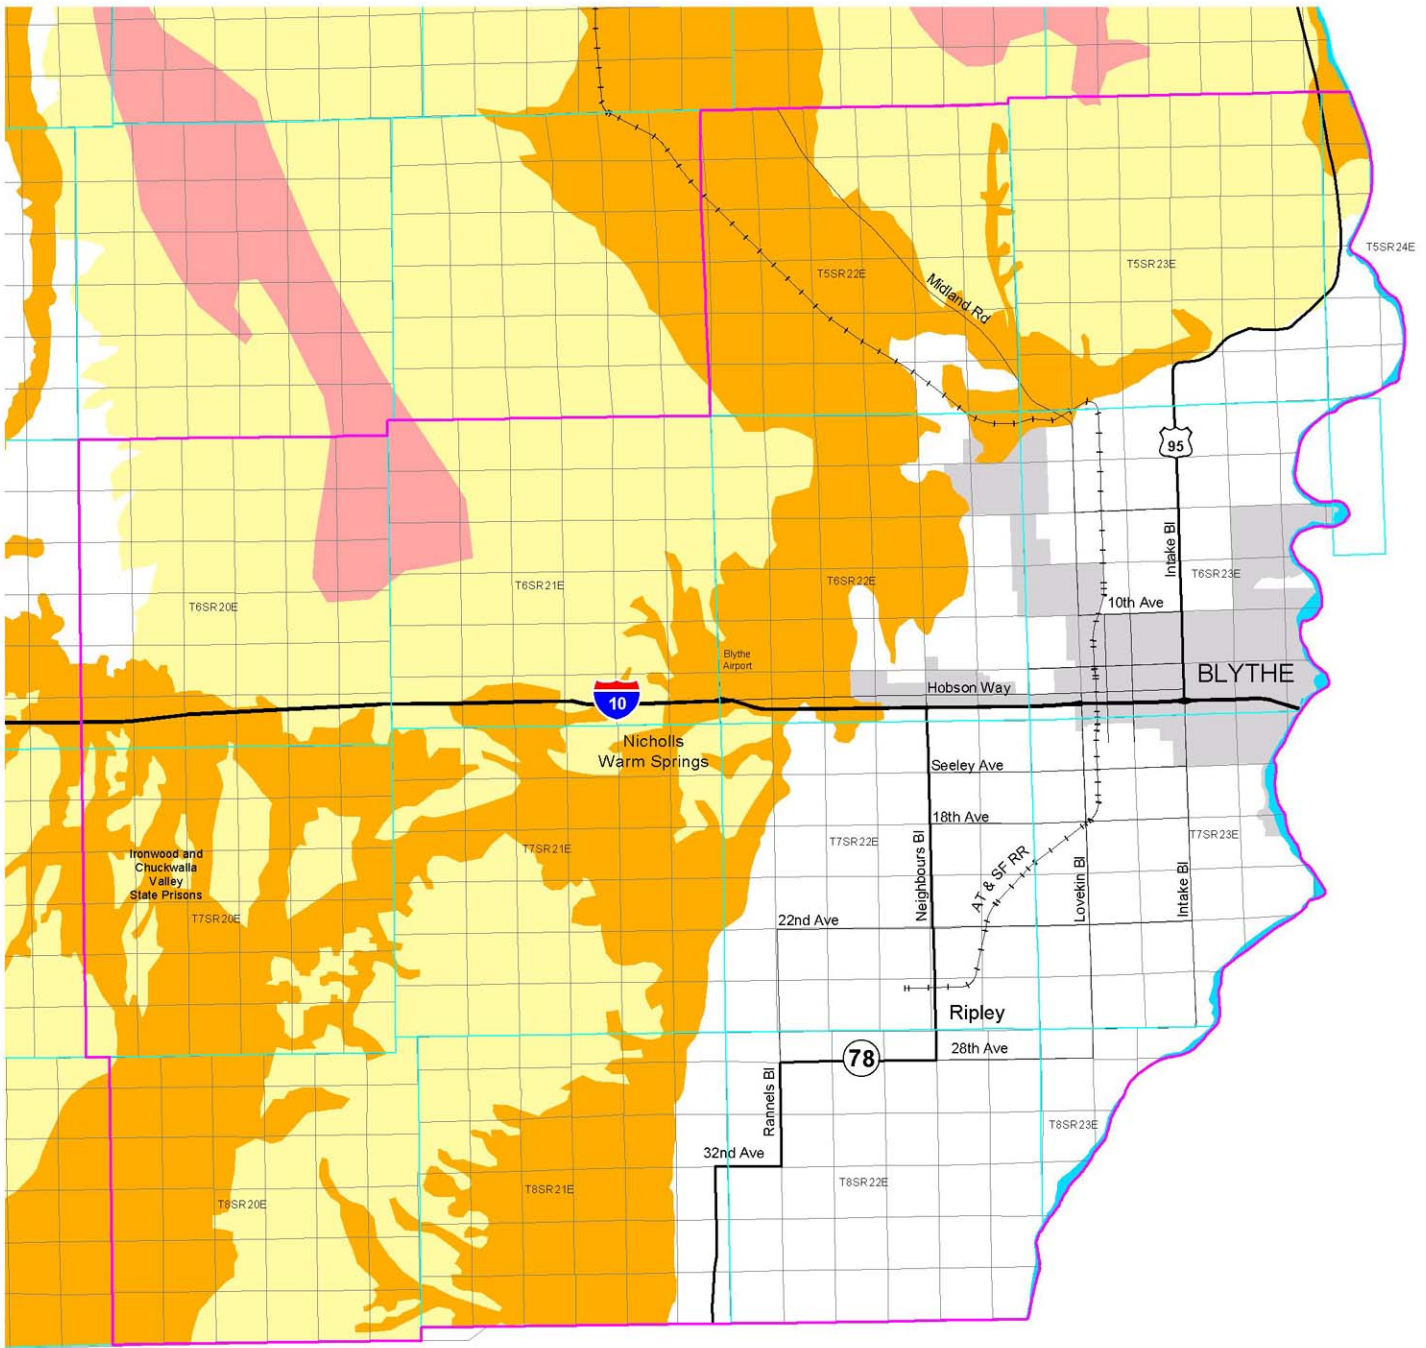 T5SR24E
T5SR23E
T5SR22E
Midland Rd
95
Intake Bl
T6SR20E
T6SR21E
T6SR22E
T6SR23E
10th Ave
Blythe
Airport
BLYTHE
Hobson Way
10
Nicholls
Warm Springs
Seeley Ave
18th Ave
T7SR21E
T7SR22E
T7SR23E
Ironwood and
Chuckwalla
Valley
State Prisons
T7SR20E
Neighbours Bl
AT & SF RR
Lovekin Bl
Intake Bl
22nd Ave
Ripley
28th Ave
78
Rannels Bl
T8SR23E
32nd Ave
T8SR20E
T8SR21E
T8SR22E